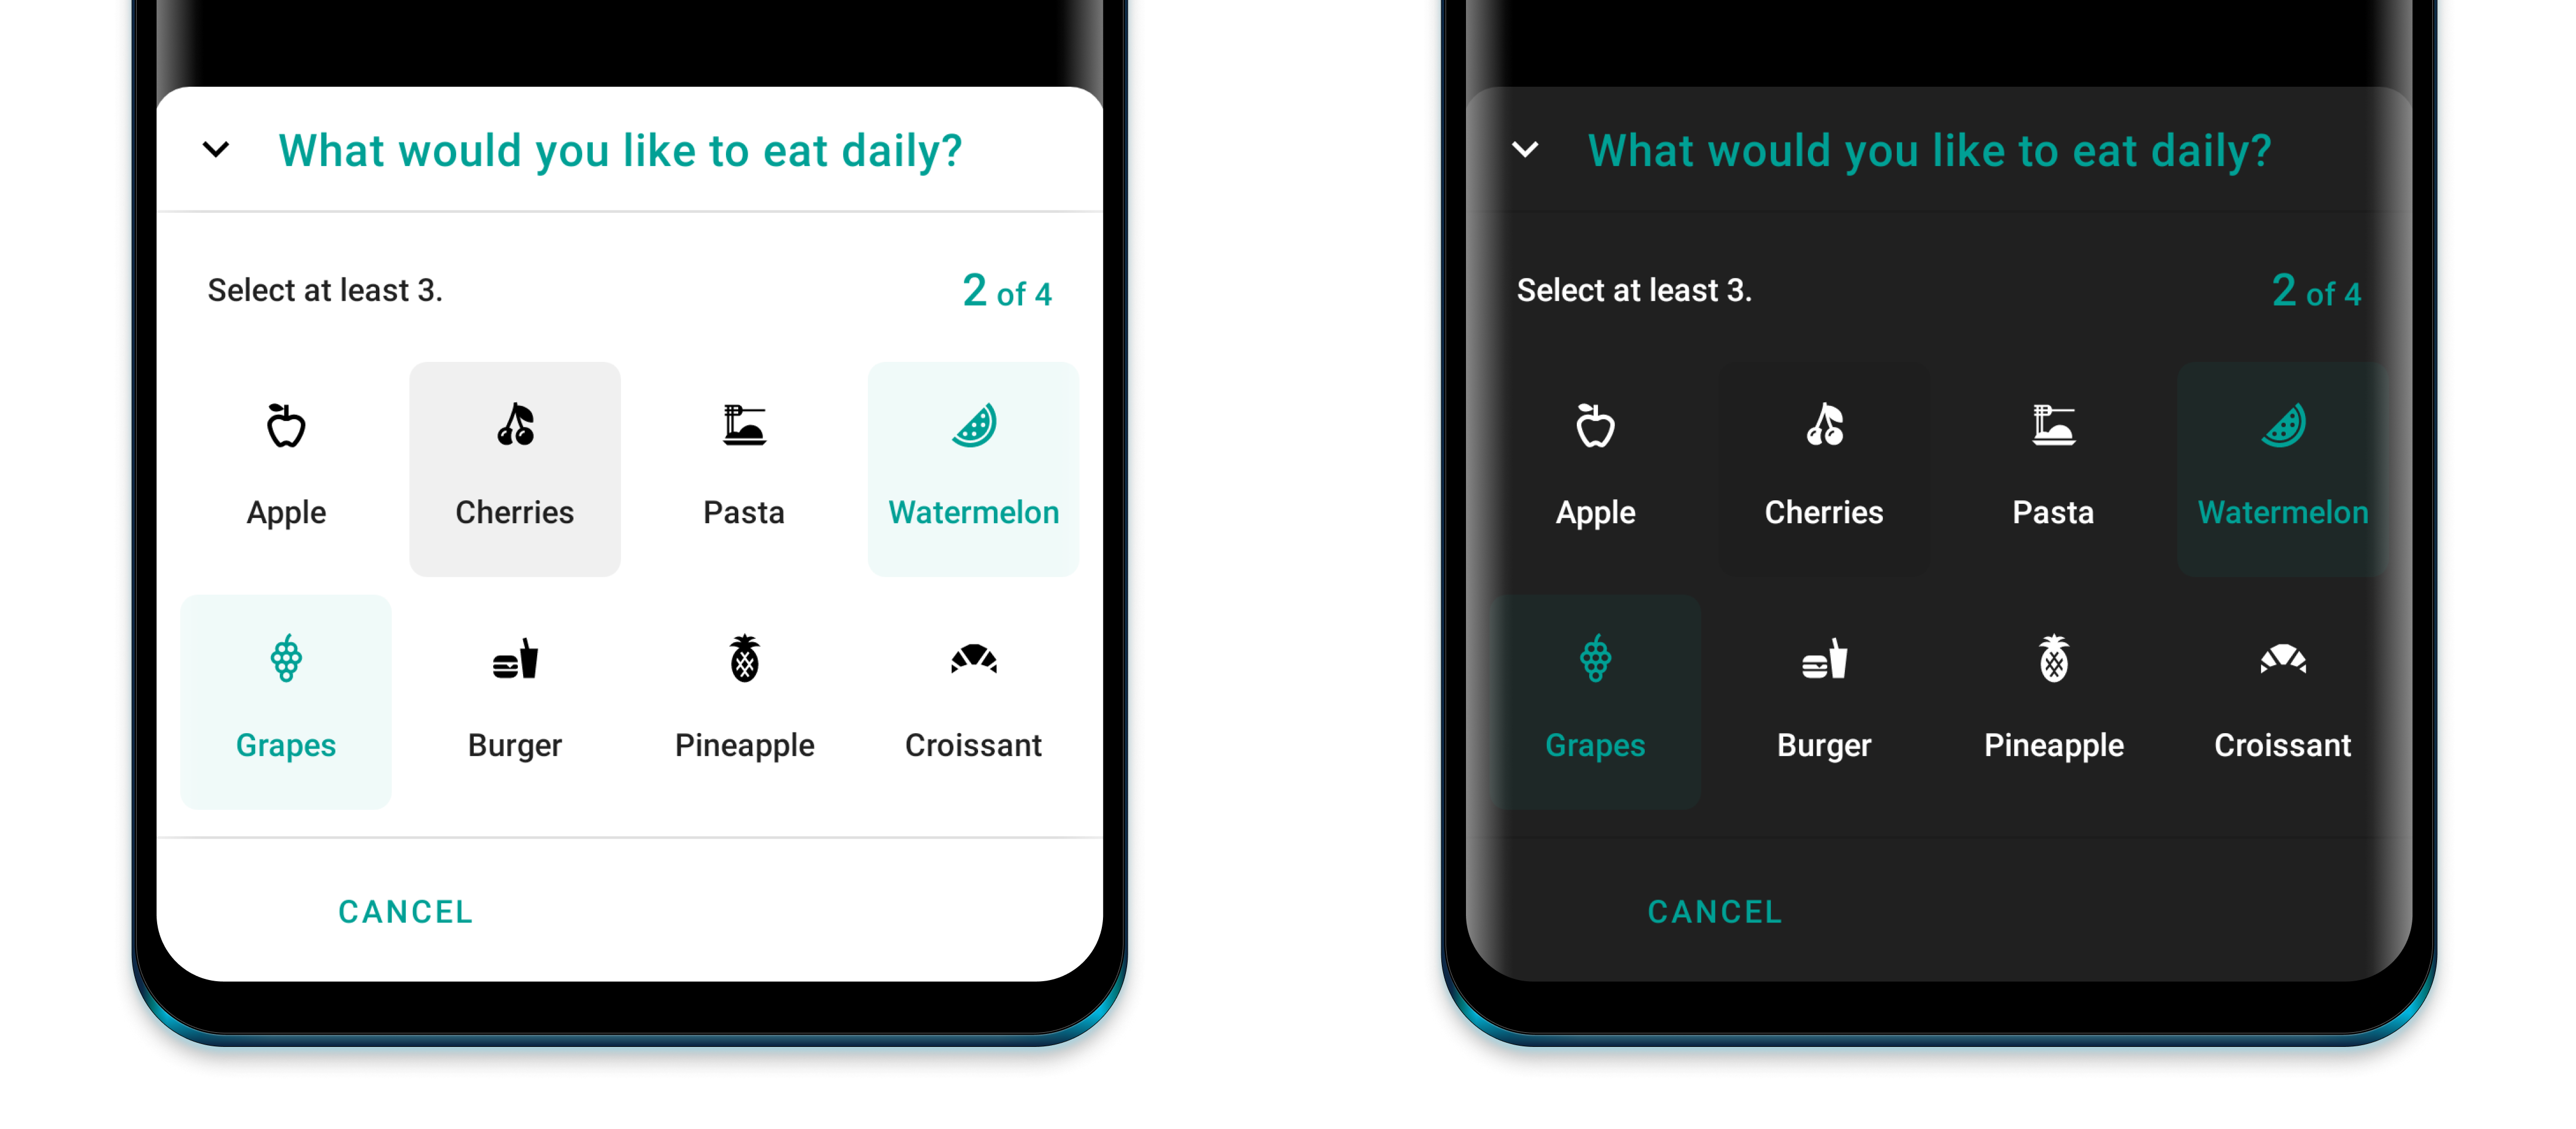 What would you like to eat daily?
Select at least 3.
2 of 4
Apple
Cherries
Pasta
Watermelon
Grapes
Burger
Pineapple
Croissant
CANCEL
What would you like to eat daily?
Select at least 3.
2 of 4
Apple
Cherries
Pasta
Watermelon
Grapes
Burger
Pineapple
Croissant
CANCEL